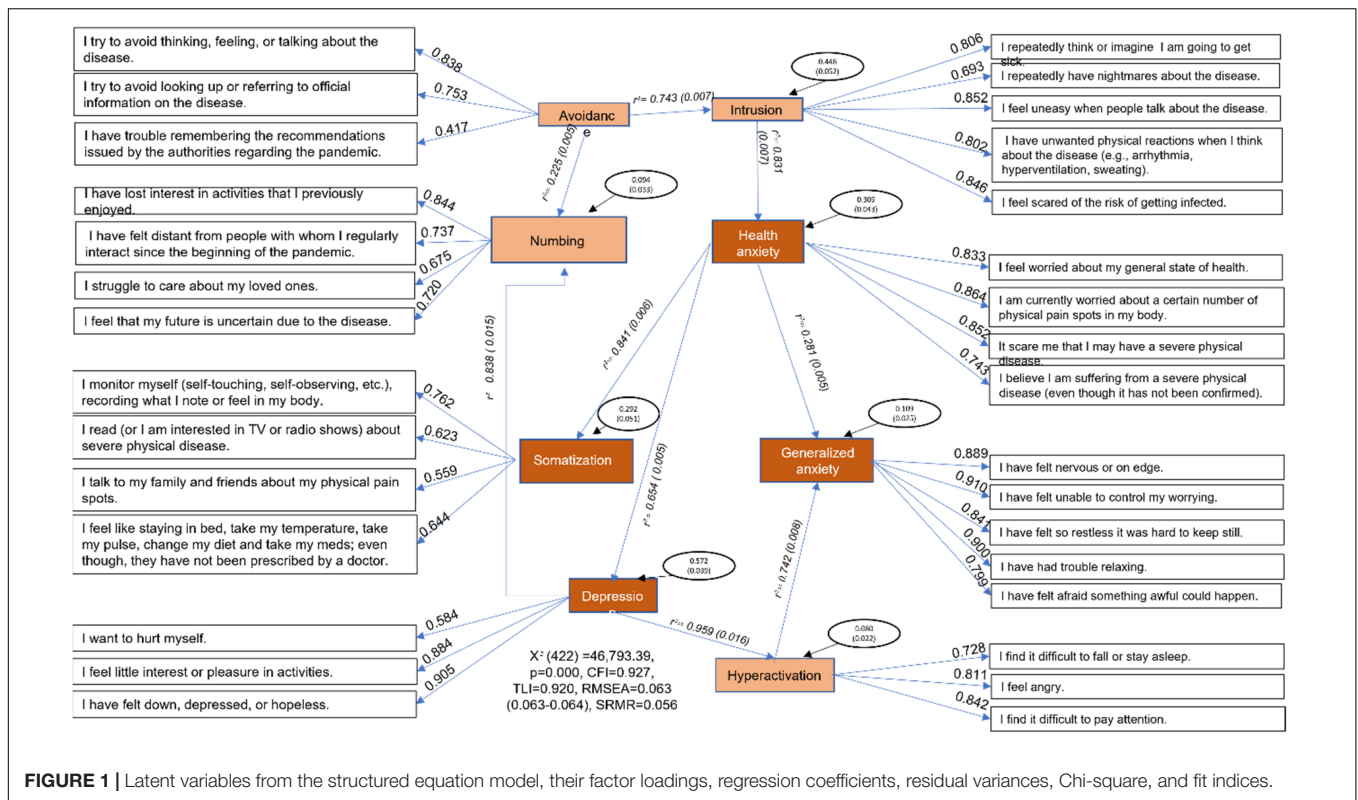 I try to avoid thinking, feeling, or talking about the
disease.
0.838
I try to avoid looking up or referring to official
information on the disease.
0.753
I have trouble remembering the recommendations
issued by the authorities regarding the pandemic.
0.417
Avoidanc
e
r²= 0.743 (0.007)
Intrusion
0.448
(0.052)
0.806
I repeatedly think or imagine I am going to get
sick.
0.693
I repeatedly have nightmares about the disease.
0.852
I feel uneasy when people talk about the disease.
0.802
I have unwanted physical reactions when I think
about the disease (e.g., arrhythmia,
hyperventilation, sweating).
0.846
I feel scared of the risk of getting infected.
r²= 0.225 (0.005)
r²= 0.831
(0.007)
0.094
(0.033)
0.309
(0.043)
I have lost interest in activities that I previously
enjoyed.
0.844
I have felt distant from people with whom I regularly
interact since the beginning of the pandemic.
0.737
I struggle to care about my loved ones.
0.675
I feel that my future is uncertain due to the disease.
0.720
Numbing
Health
anxiety
0.833
I feel worried about my general state of health.
0.864
I am currently worried about a certain number of
physical pain spots in my body.
0.852
It scare me that I may have a severe physical
disease.
0.743
I believe I am suffering from a severe physical
disease (even though it has not been confirmed).
r² 0.838 ( 0.015)
r²= 0.841 (0.006)
r²= 0.281 (0.005)
r²= 0.654 ( 0.005)
I monitor myself (self-touching, self-observing, etc.),
recording what I note or feel in my body.
0.762
I read (or I am interested in TV or radio shows) about
severe physical disease.
0.623
I talk to my family and friends about my physical pain
spots.
0.559
I feel like staying in bed, take my temperature, take
my pulse, change my diet and take my meds; even
though, they have not been prescribed by a doctor.
0.644
0.292
(0.051)
Somatization
0.109
(0.025)
Generalized
anxiety
0.889
I have felt nervous or on edge.
0.910
I have felt unable to control my worrying.
0.841
I have felt so restless it was hard to keep still.
0.900
I have had trouble relaxing.
0.799
I have felt afraid something awful could happen.
0.572
(0.039)
Depressio
n
r²= 0.959 (0.016)
r²= 0.742 (0.008)
I want to hurt myself.
0.584
I feel little interest or pleasure in activities.
0.884
I have felt down, depressed, or hopeless.
0.905
X² (422) =46,793.39,
p=0.000, CFI=0.927,
TLI=0.920, RMSEA=0.063
(0.063-0.064), SRMR=0.056
0.080
(0.022)
Hyperactivation
0.728
I find it difficult to fall or stay asleep.
0.811
I feel angry.
0.842
I find it difficult to pay attention.
FIGURE 1 | Latent variables from the structured equation model, their factor loadings, regression coefficients, residual variances, Chi-square, and fit indices.